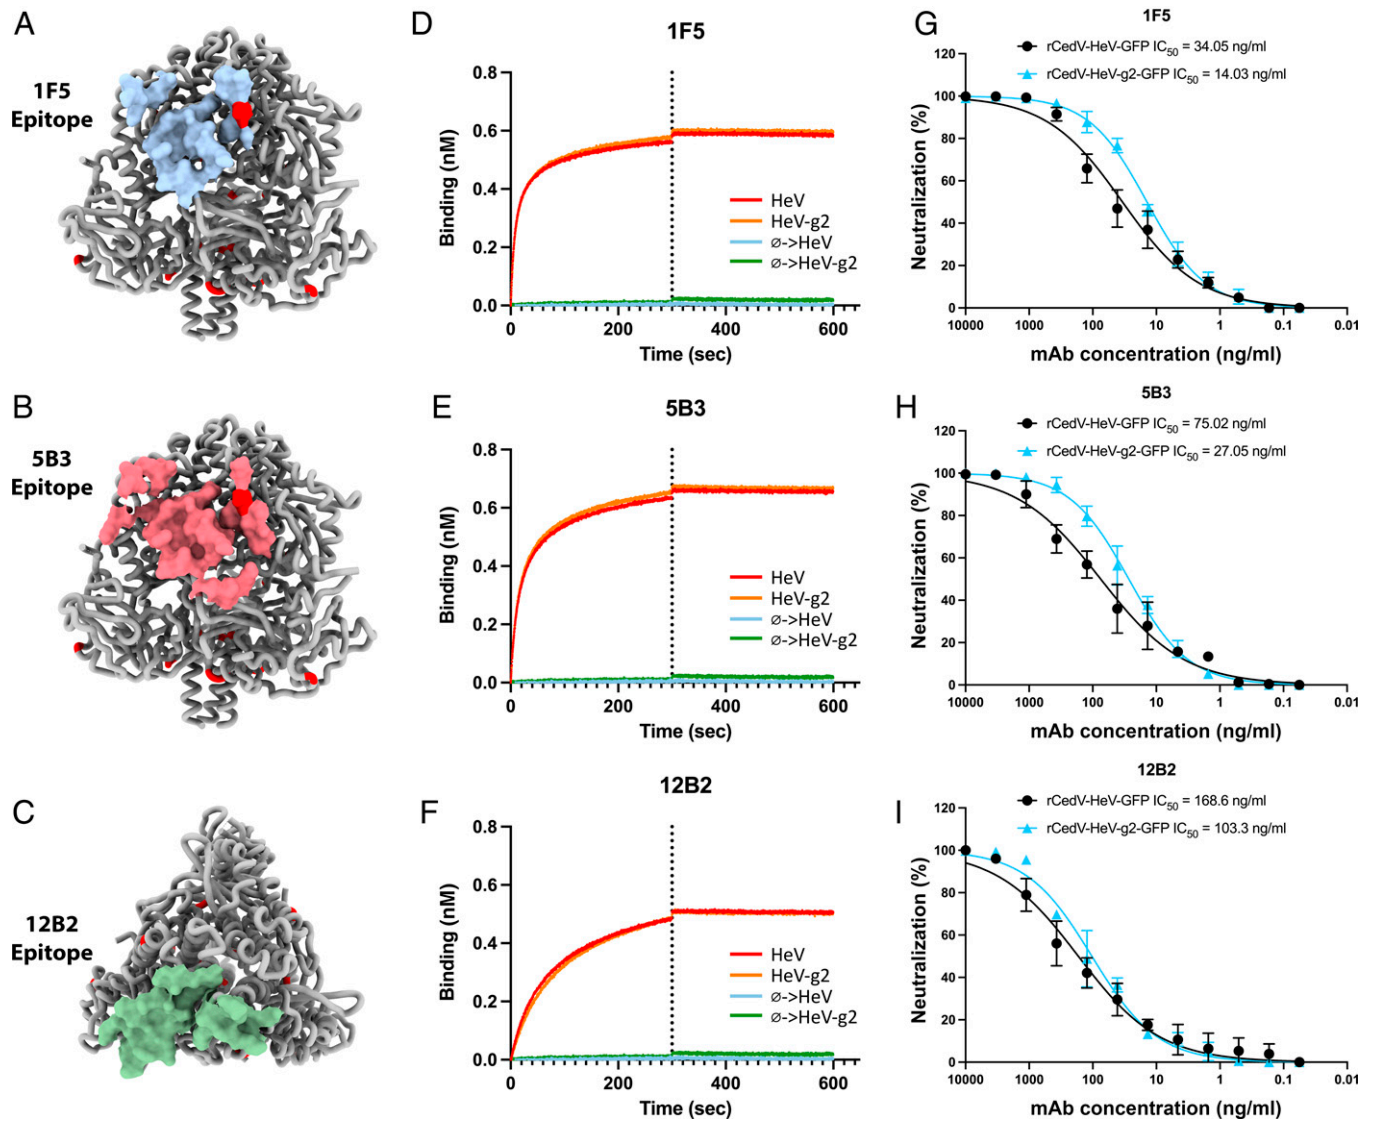 A
1F5
Epitope
D
1F5
0.8
0.6
0.4
0.2
0.0
Binding (nM)
HeV
HeV-g2
∅->HeV
∅->HeV-g2
0 200 400 600
Time (sec)
G
1F5
rCedV-HeV-GFP IC50 = 34.05 ng/ml
rCedV-HeV-g2-GFP IC50 = 14.03 ng/ml
120
100
80
60
40
20
0
Neutralization (%)
10000 1000 100 10 1 0.1 0.01
mAb concentration (ng/ml)
B
5B3
Epitope
E
5B3
0.8
0.6
0.4
0.2
0.0
Binding (nM)
HeV
HeV-g2
∅->HeV
∅->HeV-g2
0 200 400 600
Time (sec)
H
5B3
rCedV-HeV-GFP IC50 = 75.02 ng/ml
rCedV-HeV-g2-GFP IC50 = 27.05 ng/ml
120
100
80
60
40
20
0
Neutralization (%)
10000 1000 100 10 1 0.1 0.01
mAb concentration (ng/ml)
C
12B2
Epitope
F
12B2
0.8
0.6
0.4
0.2
0.0
Binding (nM)
HeV
HeV-g2
∅->HeV
∅->HeV-g2
0 200 400 600
Time (sec)
I
12B2
rCedV-HeV-GFP IC50 = 168.6 ng/ml
rCedV-HeV-g2-GFP IC50 = 103.3 ng/ml
120
100
80
60
40
20
0
Neutralization (%)
10000 1000 100 10 1 0.1 0.01
mAb concentration (ng/ml)